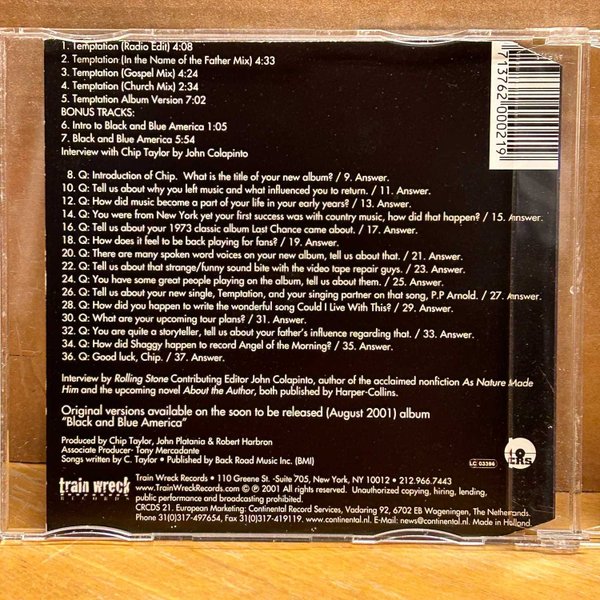 1. Temptation (Radio Edit) 4:08
2. Temptation (In the Name of the Father Mix) 4:33
3. Temptation (Gospel Mix) 4:24
4. Temptation (Church Mix) 2:34
5. Temptation Album Version 7:02
BONUS TRACKS:
6. Intro to Black and Blue America 1:05
7. Black and Blue America 5:54
Interview with Chip Taylor by John Colapinto
7 13762 00021 9
8. Q: Introduction of Chip. What is the title of your new album? / 9. Answer.
10. Q: Tell us about why you left music and what influenced you to return. / 11. Answer.
12. Q: How did music become a part of your life in your early years? / 13. Answer.
14. Q: You were from New York yet your first success was with country music, how did that happen? / 15. Answer.
16. Q: Tell us about your 1973 classic album Last Chance came about. / 17. Answer.
18. Q: How does it feel to be back playing for fans? / 19. Answer.
20. Q: There are many spoken word voices on your new album, tell us about that. / 21. Answer.
22. Q: Tell us about that strange/funny sound bite with the video tape repair guys. / 23. Answer.
24. Q: You have some great people playing on the album, tell us about them. / 25. Answer.
26. Q: Tell us about your new single, Temptation, and your singing partner on that song, P.P Arnold. / 27. Answer.
28. Q: How did you happen to write the wonderful song Could I Live With This? / 29. Answer.
30. Q: What are your upcoming tour plans? / 31. Answer.
32. Q: You are quite a storyteller, tell us about your father's influence regarding that. / 33. Answer.
34. Q: How did Shaggy happen to record Angel of the Morning? / 35. Answer.
36. Q: Good luck, Chip. / 37. Answer.
Interview by Rolling Stone Contributing Editor John Colapinto, author of the acclaimed nonfiction As Nature Made
Him and the upcoming novel About the Author, both published by Harper-Collins.
Original versions available on the soon to be released (August 2001) album
“Black and Blue America”
Produced by Chip Taylor, John Platania & Robert Harbron
Associate Producer- Tony Mercadante
Songs written by C. Taylor • Published by Back Road Music Inc. (BMI)
LC 03396
CRS
train wreck
RECORDS
Train Wreck Records • 110 Greene St. -Suite 705, New York, NY 10012 • 212.966.7443
www.TrainWreckRecords.com © ℗ 2001 All rights reserved. Unauthorized copying, hiring, lending,
public performance and broadcasting prohibited.
CRCDS 21. European Marketing: Continental Record Services, Vadaring 92, 6702 EB Wageningen, The Netherlands.
Phone 31(0)317-497654, Fax 31(0)317-419119. www.continental.nl. E-Mail: news@continental.nl. Made in Holland.